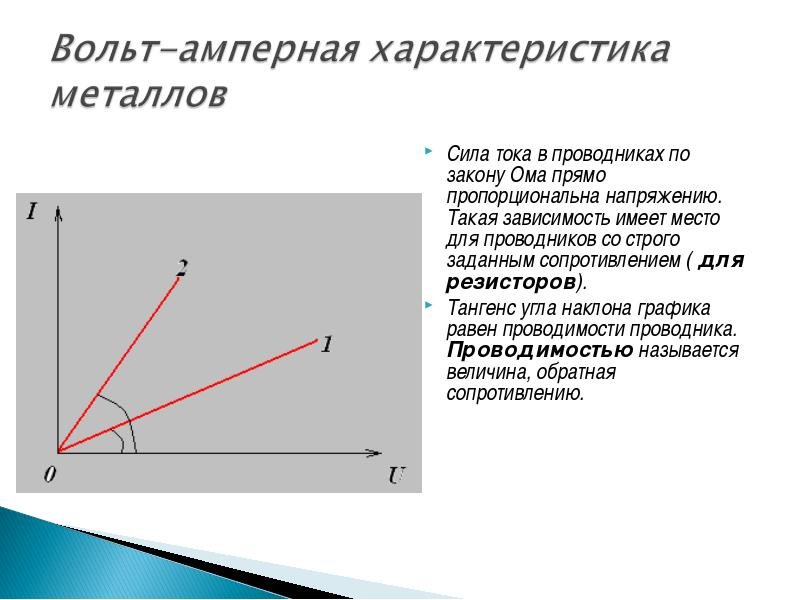 Вольт-амперная характеристика
металлов
Сила тока в проводниках по
закону Ома прямо
пропорциональна напряжению.
Такая зависимость имеет место
для проводников со строго
заданным сопротивлением ( для
резисторов).
Тангенс угла наклона графика
равен проводимости проводника.
Проводимостью называется
величина, обратная
сопротивлению.
I
2
1
0
U